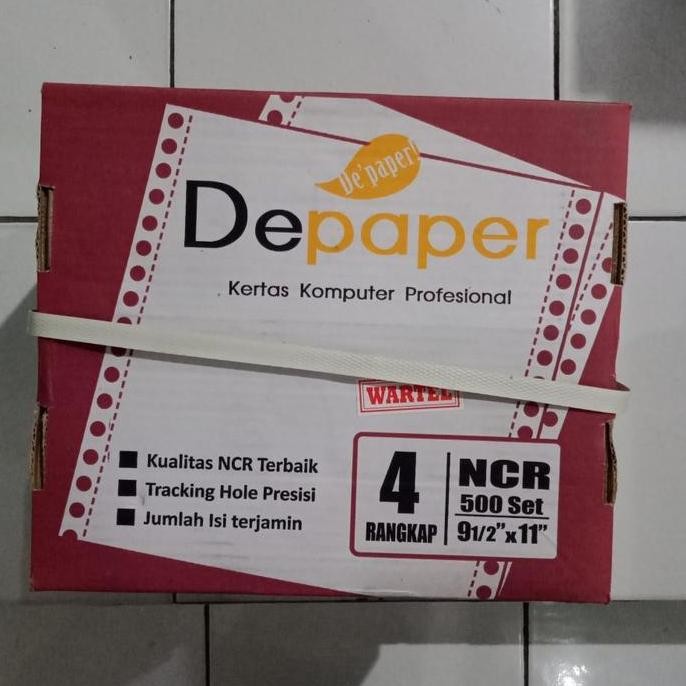 De'paper!
Depaper
Kertas Komputer Profesional
WARTEL
Kualitas NCR Terbaik
Tracking Hole Presisi
Jumlah Isi terjamin
4
RANGKAP
NCR
500 Set
9 1/2" x 11"